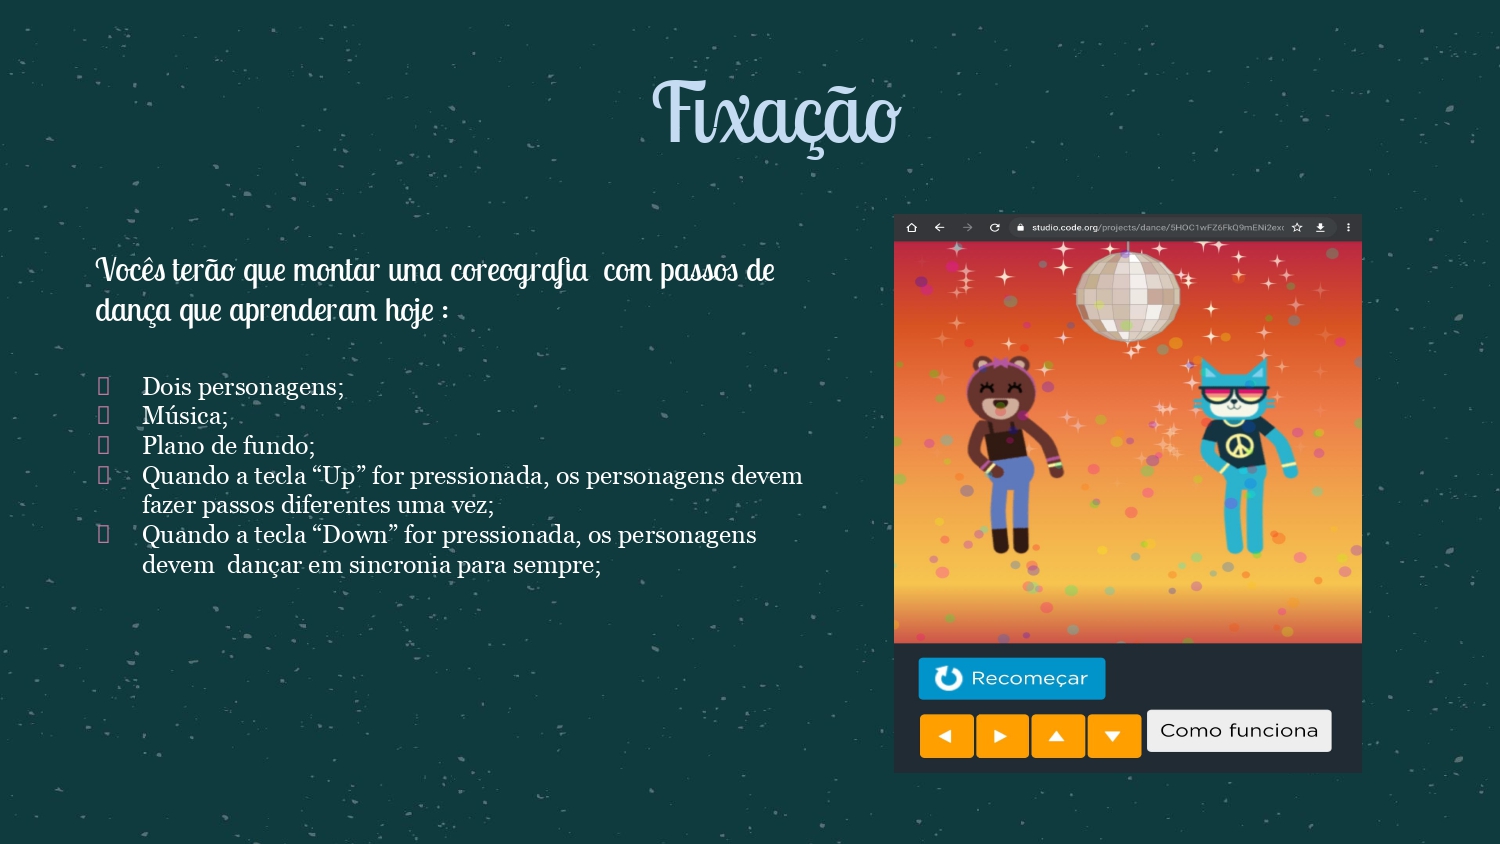 Fixação
Vocês terão que montar uma coreografia com passos de
dança que aprenderam hoje :
Dois personagens;
Música;
Plano de fundo;
Quando a tecla “Up” for pressionada, os personagens devem
fazer passos diferentes uma vez;
Quando a tecla “Down” for pressionada, os personagens
devem dançar em sincronia para sempre;
studio.code.org/projects/dance/5HOC1wFZ6FkQ9mENi2ex
Recomeçar
Como funciona